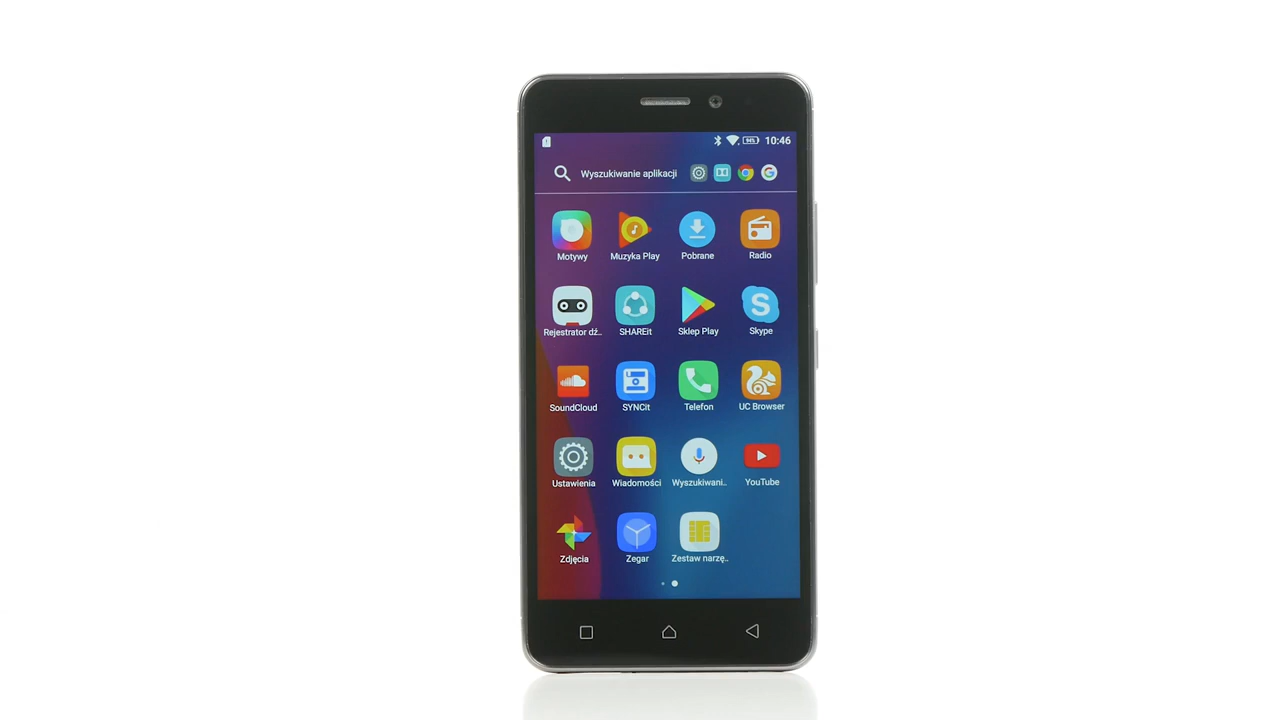 94% 10:46
Wyszukiwanie aplikacji
Motywy Muzyka Play Pobrane Radio
Rejestrator dź.. SHAREit Sklep Play Skype
SoundCloud SYNCit Telefon UC Browser
Ustawienia Wiadomości Wyszukiwani.. YouTube
Zdjęcia Zegar Zestaw narzę..